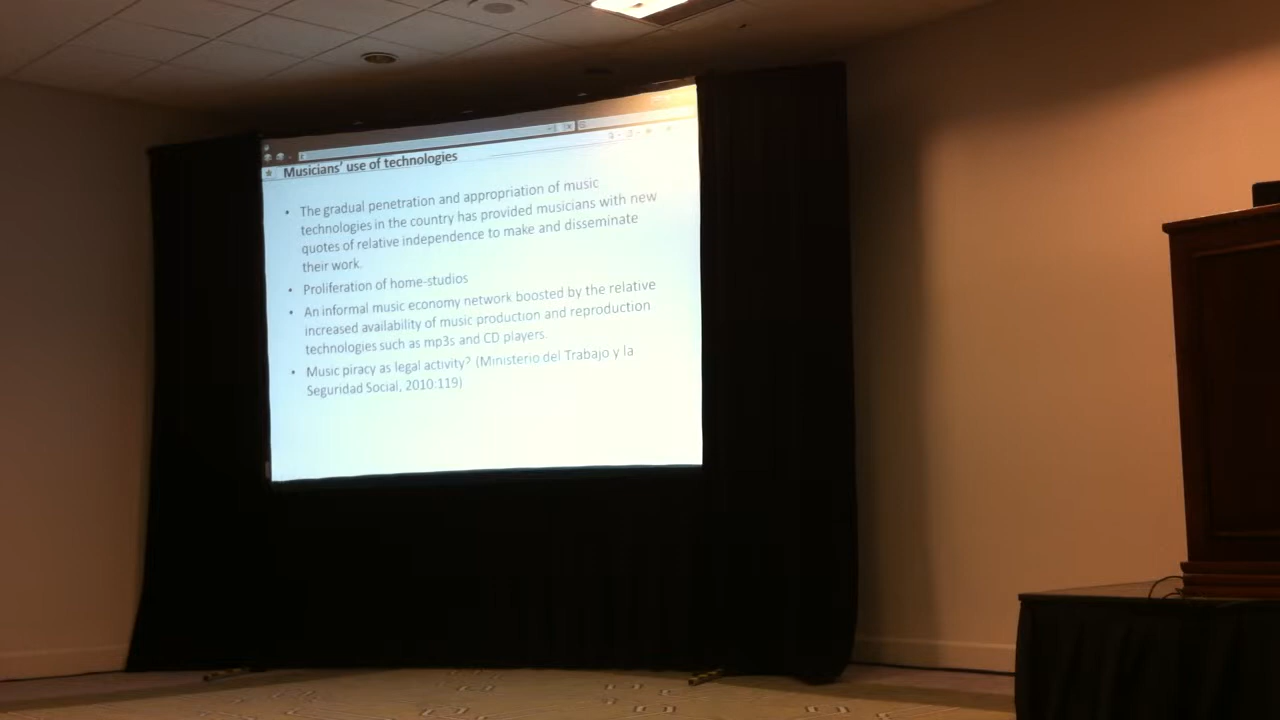 Musicians' use of technologies
• The gradual penetration and appropriation of music
technologies in the country has provided musicians with new
quotes of relative independence to make and disseminate
their work.
• Proliferation of home-studios
• An informal music economy network boosted by the relative
increased availability of music production and reproduction
technologies such as mp3s and CD players.
• Music piracy as legal activity? (Ministerio del Trabajo y la
Seguridad Social, 2010:119)